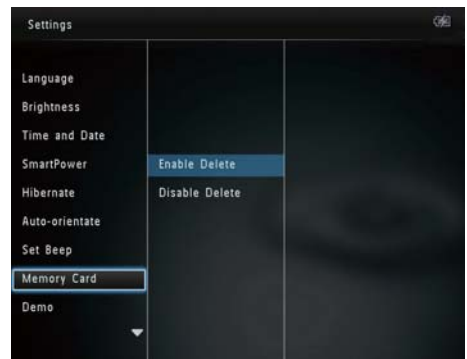 Settings
Language
Brightness
Time and Date
SmartPower
Hibernate
Auto-orientate
Set Beep
Memory Card
Demo
Enable Delete
Disable Delete